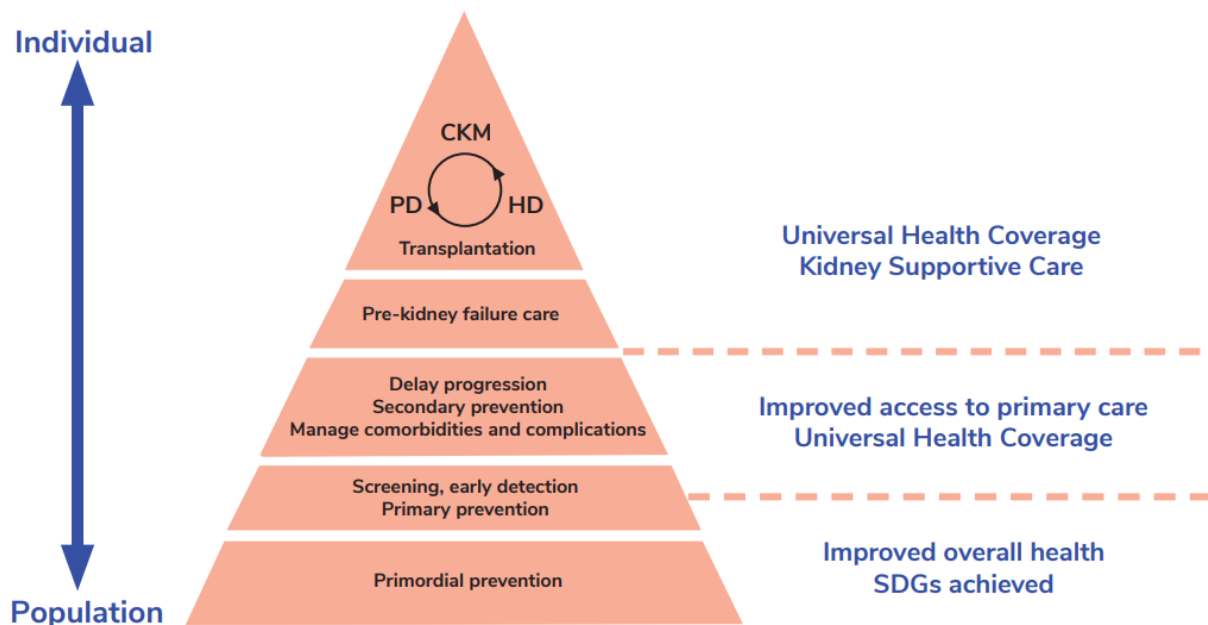 Individual
CKM
PD
HD
Transplantation
Universal Health Coverage
Kidney Supportive Care
Pre-kidney failure care
Delay progression
Secondary prevention
Manage comorbidities and complications
Improved access to primary care
Universal Health Coverage
Screening, early detection
Primary prevention
Improved overall health
SDGs achieved
Primordial prevention
Population